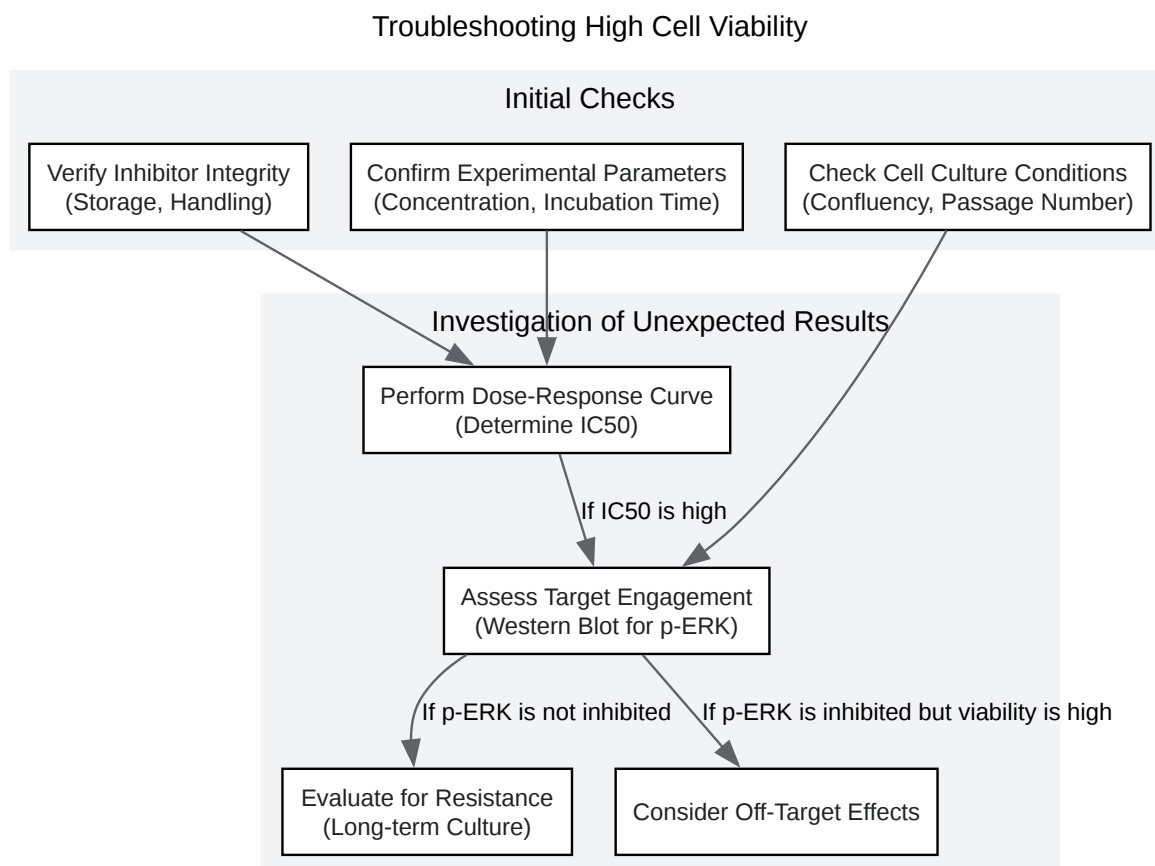 Troubleshooting High Cell Viability
Initial Checks
Verify Inhibitor Integrity
(Storage, Handling)
Confirm Experimental Parameters
(Concentration, Incubation Time)
Check Cell Culture Conditions
(Confluency, Passage Number)
Investigation of Unexpected Results
Perform Dose-Response Curve
(Determine IC50)
If IC50 is high
Assess Target Engagement
(Western Blot for p-ERK)
If p-ERK is not inhibited
If p-ERK is inhibited but viability is high
Evaluate for Resistance
(Long-term Culture)
Consider Off-Target Effects